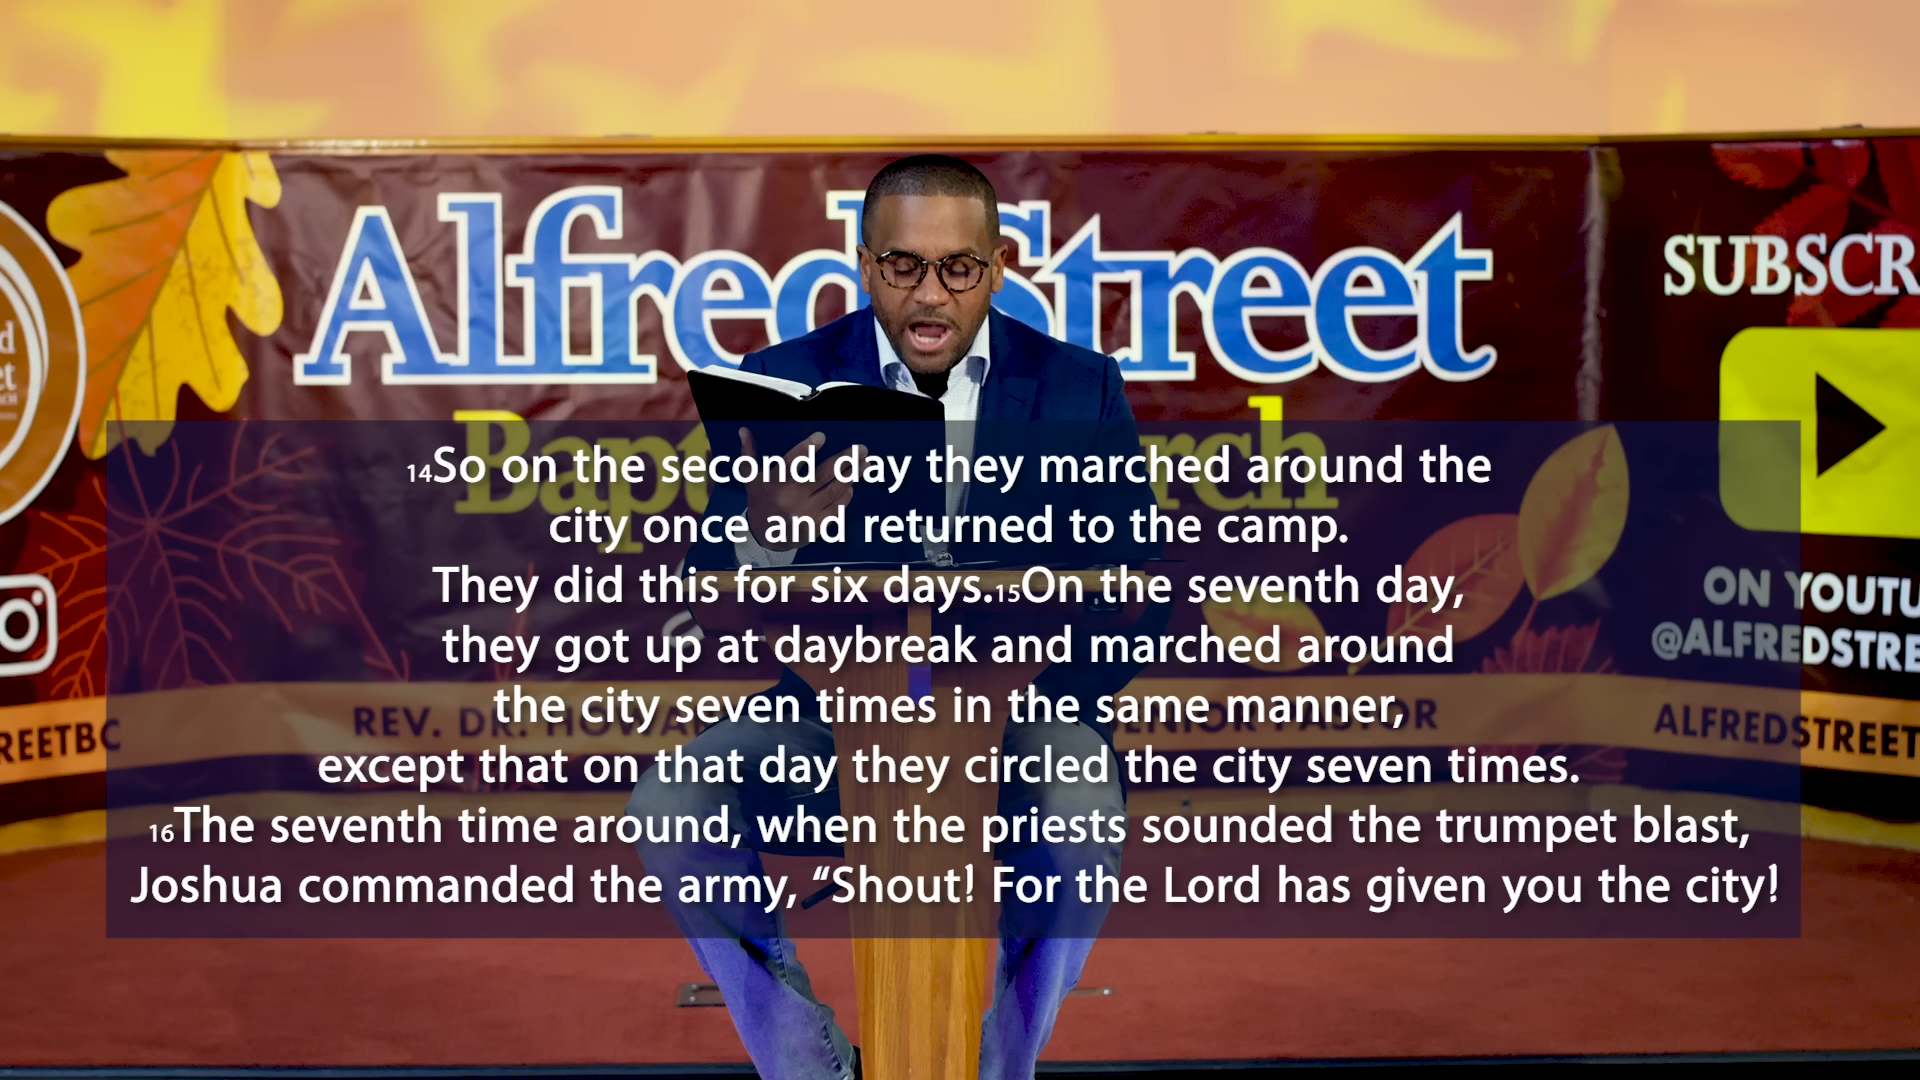 Alfred Street
SUBSCR
14So on the second day they marched around the
city once and returned to the camp.
They did this for six days.15On the seventh day,
they got up at daybreak and marched around
the city seven times in the same manner,
except that on that day they circled the city seven times.
16The seventh time around, when the priests sounded the trumpet blast,
Joshua commanded the army, “Shout! For the Lord has given you the city!
ON YOUTU
@ALFREDSTRE
REETBC
REV. DR. HOWA
ENIOR PASTOR
ALFREDSTREET